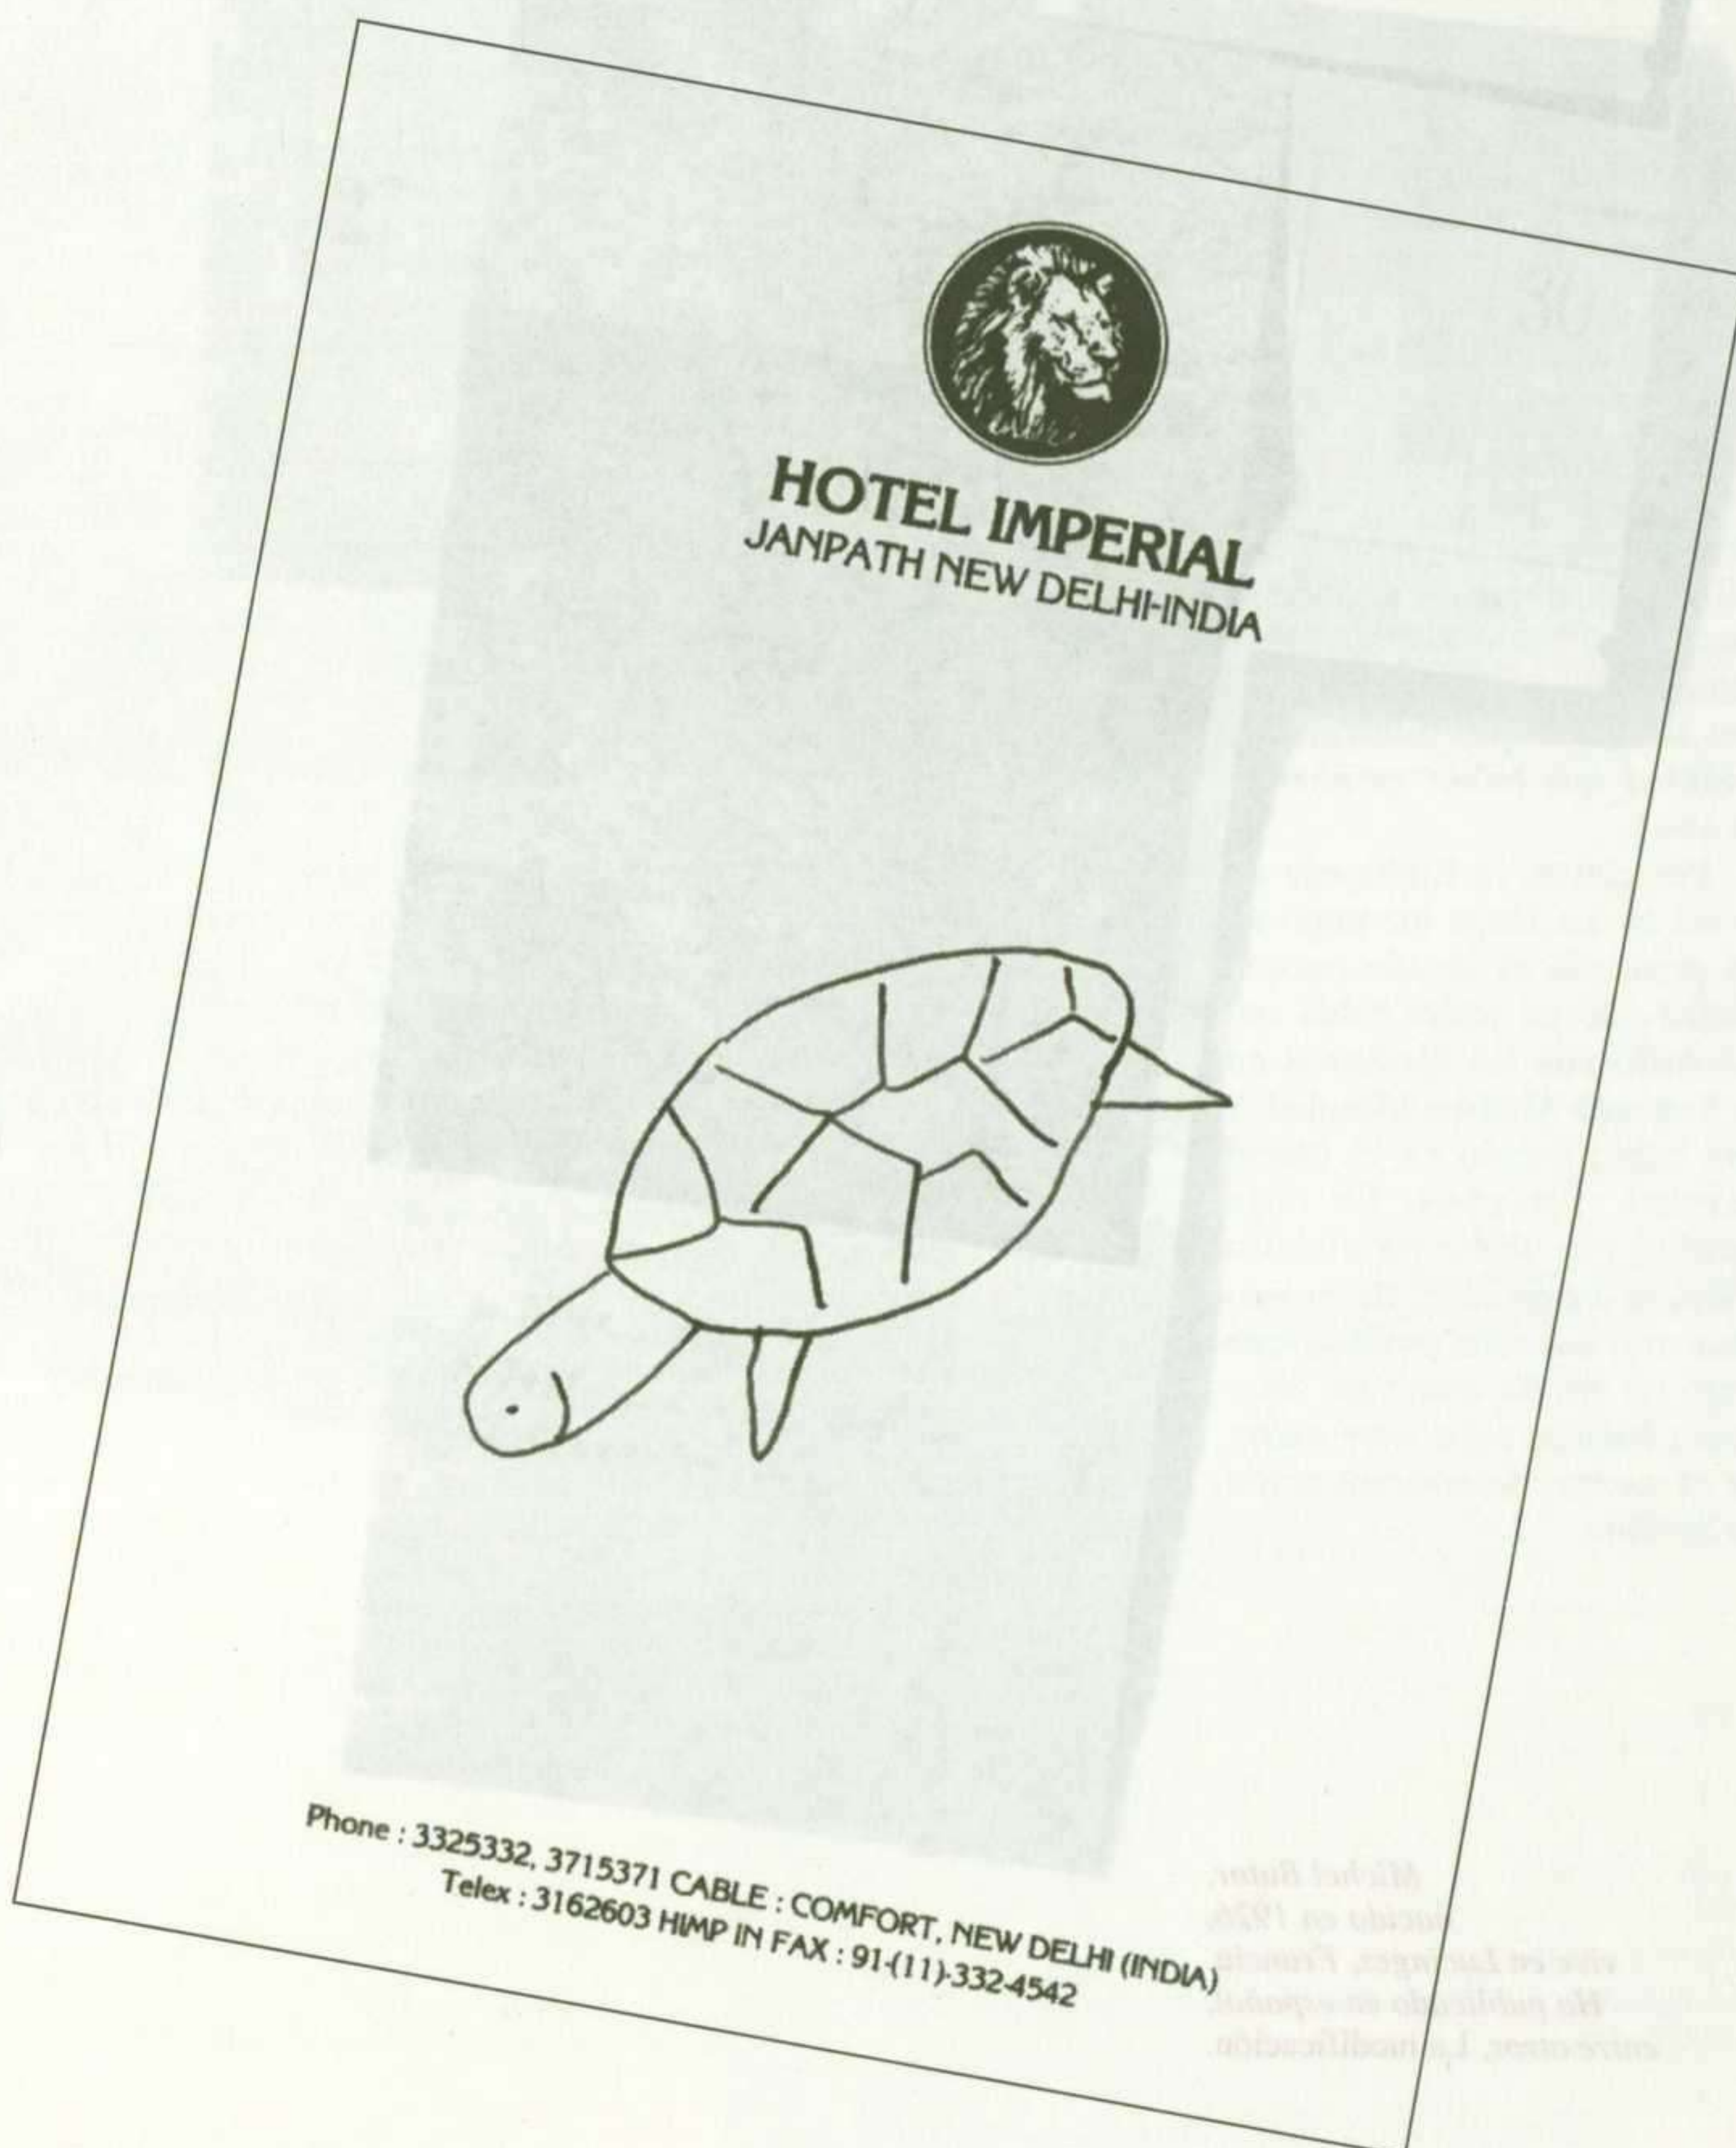 HOTEL IMPERIAL
JANPATH NEW DELHI-INDIA
Phone : 3325332, 3715371 CABLE : COMFORT, NEW DELHI (INDIA)
Telex : 3162603 HIMP IN FAX : 91-(11)-332-4542
Michel Butor,
nacido en 1926,
vive en Lucinges, Francia.
Ha publicado en español,
entre otros, La modificación.